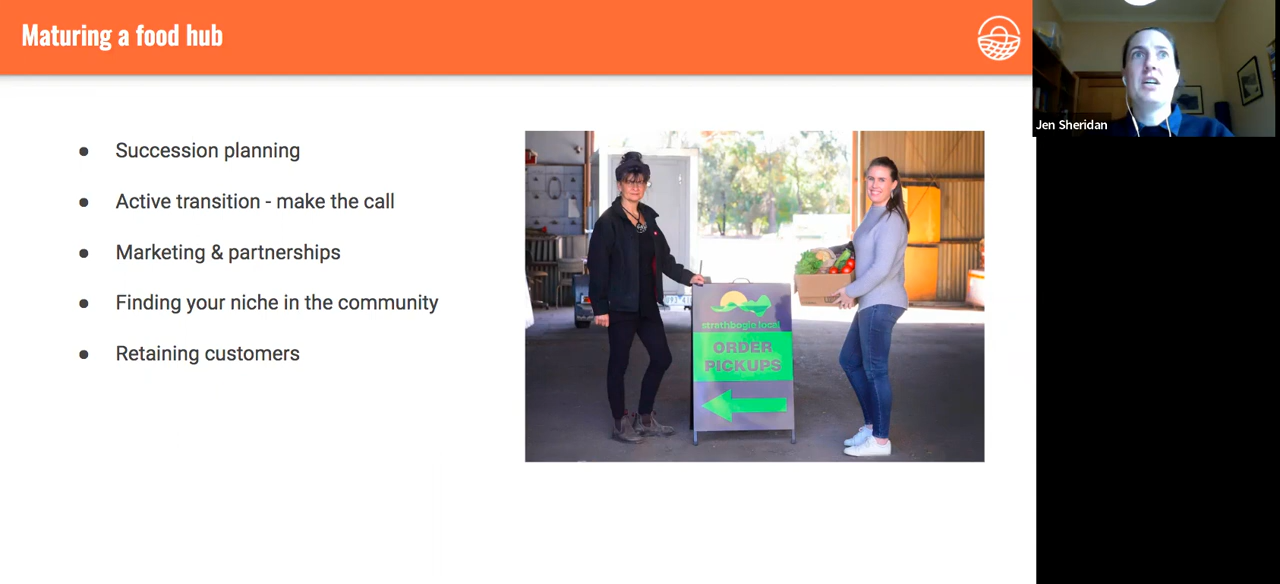 Maturing a food hub
Jen Sheridan
Succession planning
Active transition - make the call
Marketing & partnerships
Finding your niche in the community
Retaining customers
strathbogie local
ORDER
PICKUPS